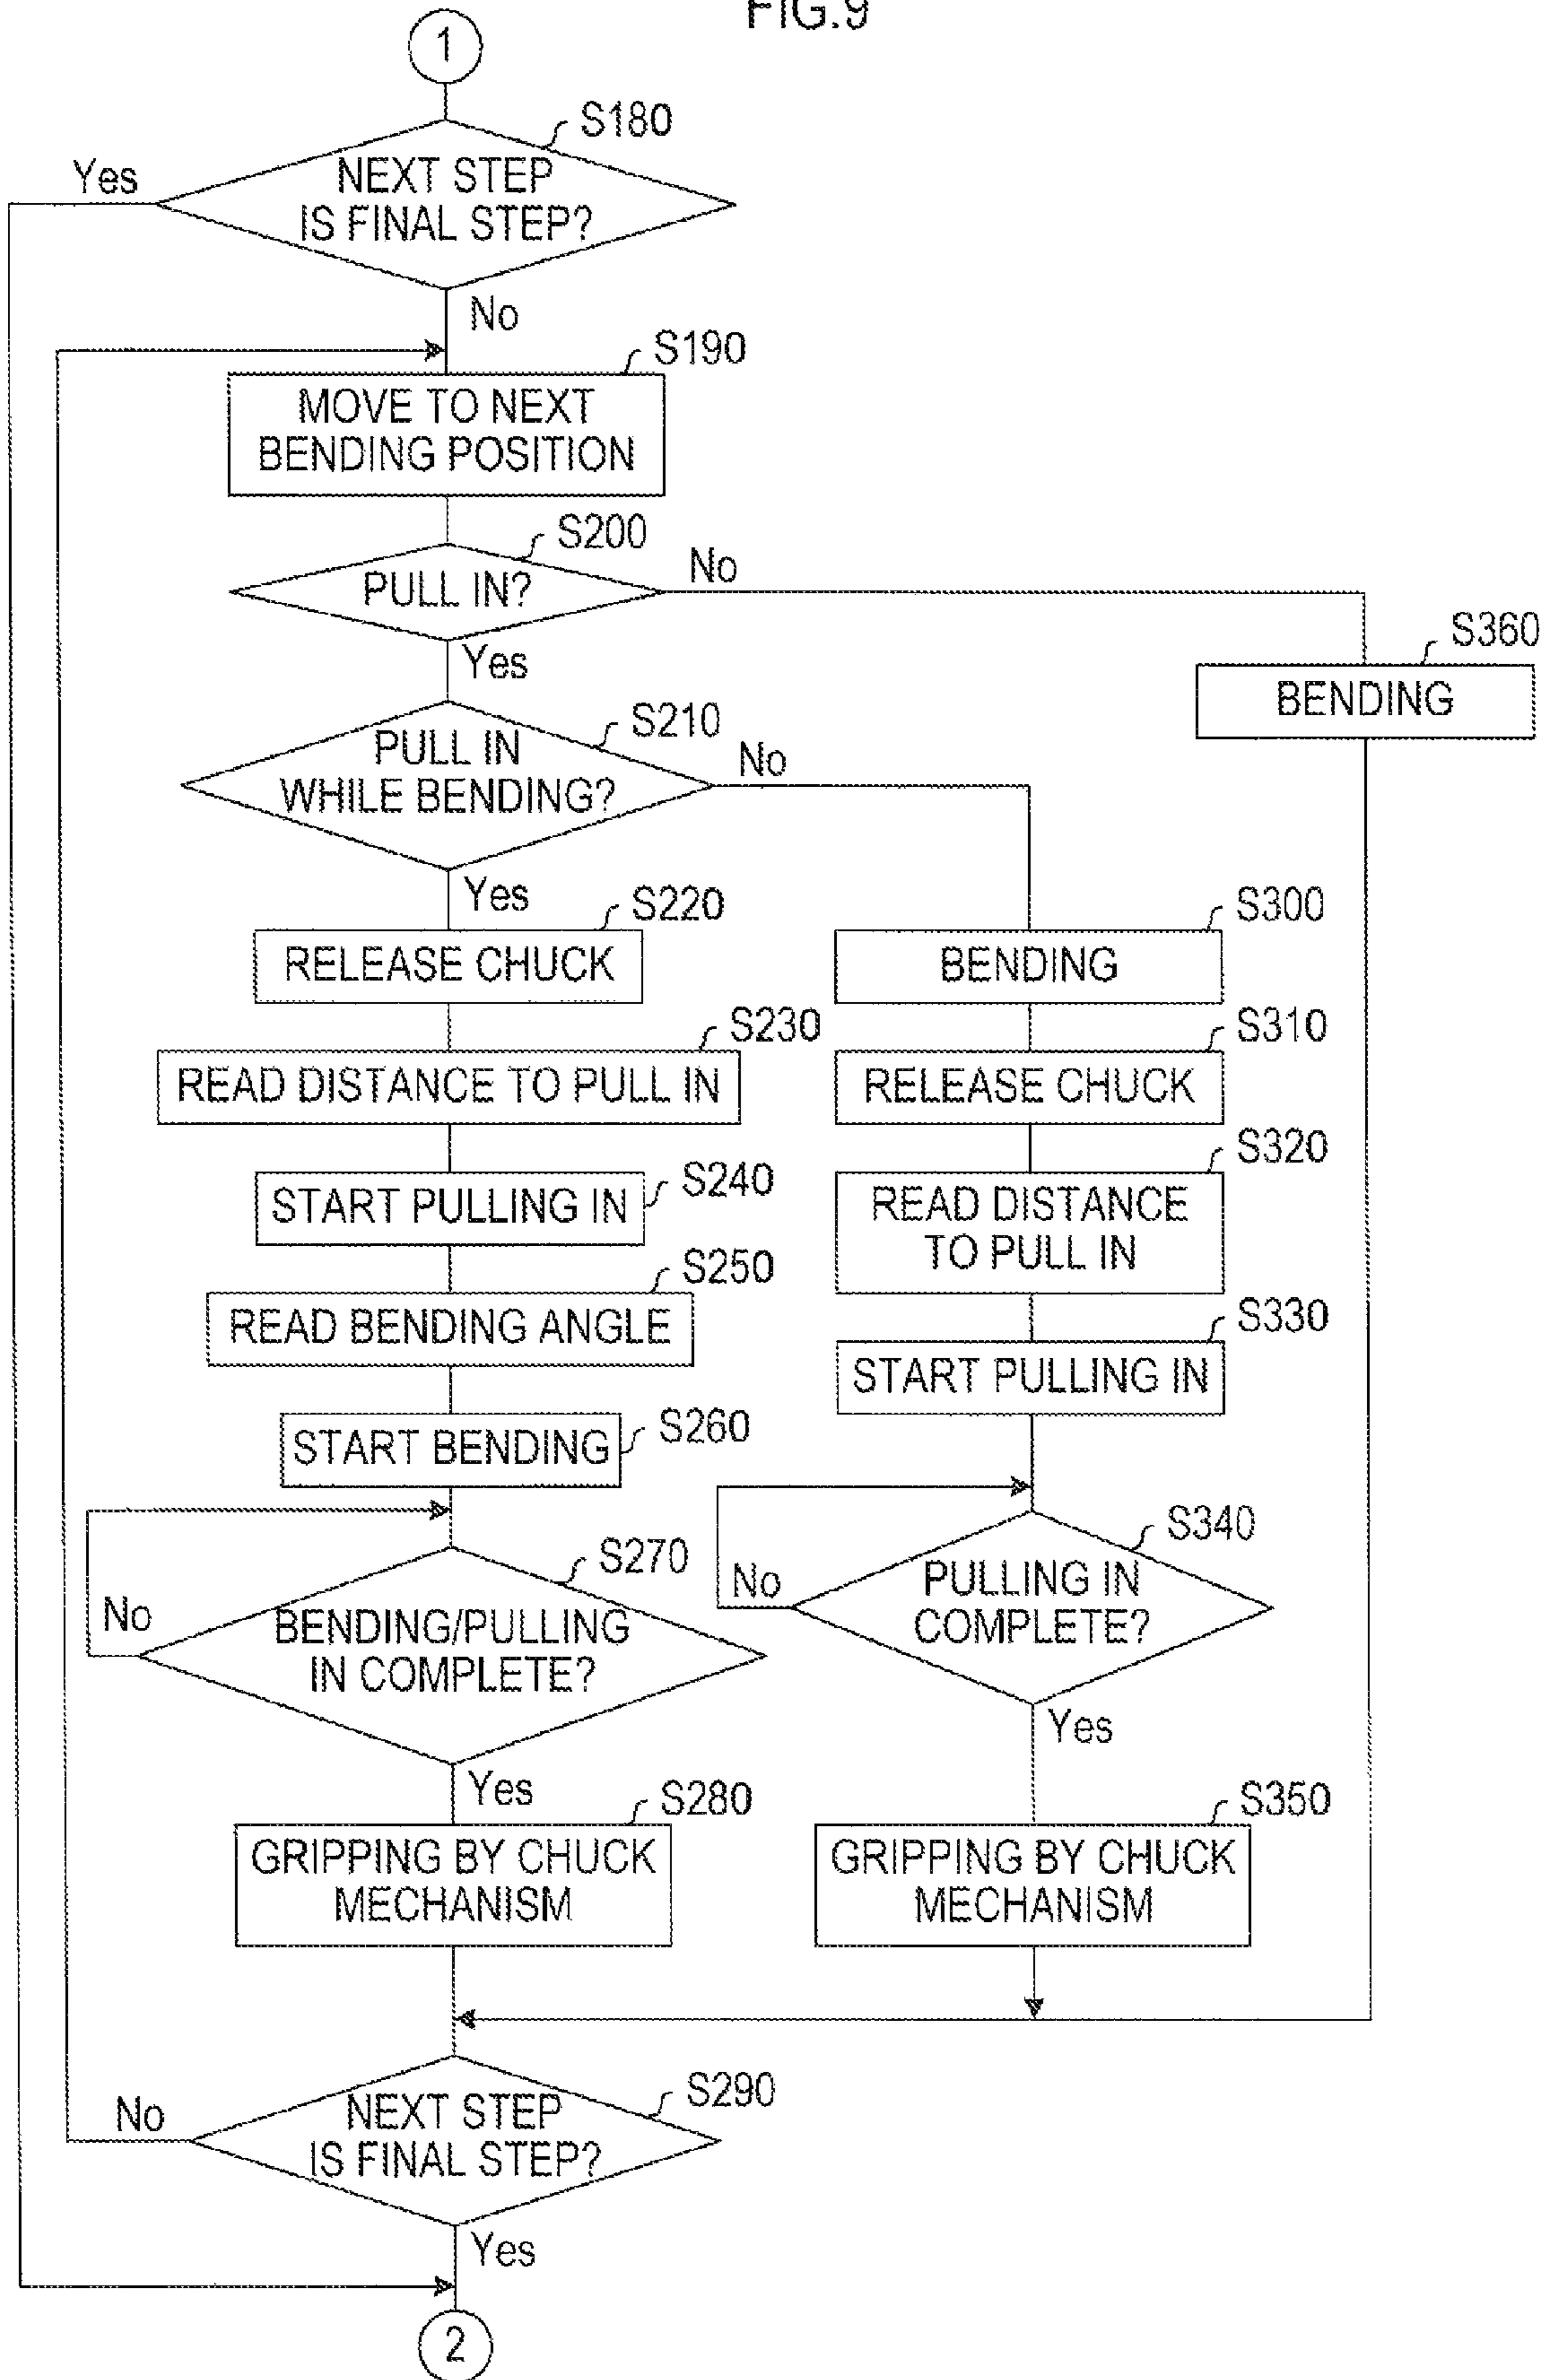 FIG.9
1
S180
Yes
NEXT STEP
IS FINAL STEP?
No
S190
MOVE TO NEXT
BENDING POSITION
S200
PULL IN?
No
Yes
S360
BENDING
S210
PULL IN
WHILE BENDING?
No
Yes
S220
RELEASE CHUCK
S300
BENDING
S230
READ DISTANCE TO PULL IN
S310
RELEASE CHUCK
S240
START PULLING IN
S320
READ DISTANCE
TO PULL IN
S250
READ BENDING ANGLE
S330
START PULLING IN
S260
START BENDING
S270
No
BENDING/PULLING
IN COMPLETE?
S340
No
PULLING IN
COMPLETE?
Yes
Yes
S280
GRIPPING BY CHUCK
MECHANISM
S350
GRIPPING BY CHUCK
MECHANISM
S290
No
NEXT STEP
IS FINAL STEP?
Yes
2